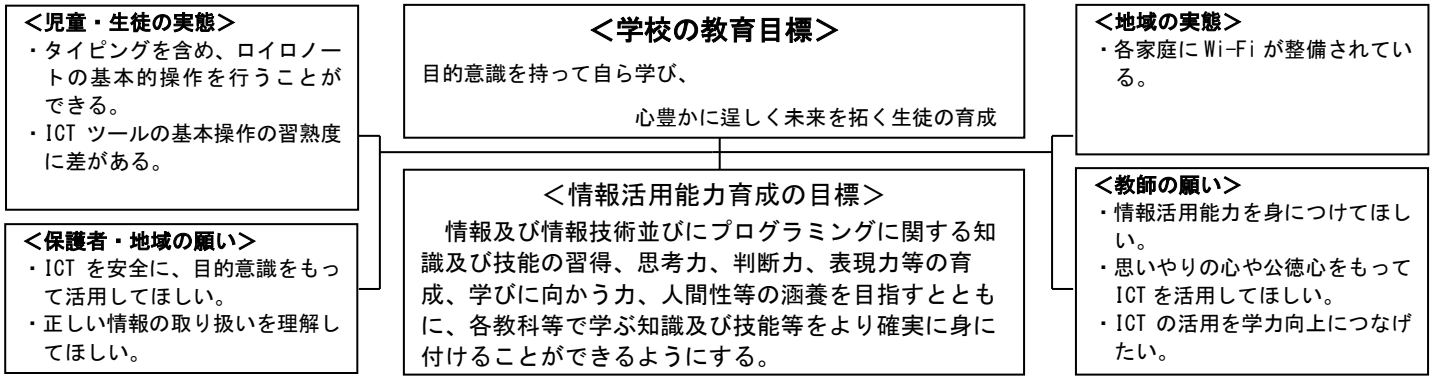 ＜児童・生徒の実態＞
・タイピングを含め、ロイロノー
トの基本的操作を行うことが
できる。
・ICT ツールの基本操作の習熟度
に差がある。
＜保護者・地域の願い＞
・ICT を安全に、目的意識をもっ
て活用してほしい。
・正しい情報の取り扱いを理解し
てほしい。
＜学校の教育目標＞
目的意識を持って自ら学び、
心豊かに逞しく未来を拓く生徒の育成
＜情報活用能力育成の目標＞
情報及び情報技術並びにプログラミングに関する知
識及び技能の習得、思考力、判断力、表現力等の育
成、学びに向かう力、人間性等の涵養を目指すととも
に、各教科等で学ぶ知識及び技能等をより確実に身に
付けることができるようにする。
＜地域の実態＞
・各家庭に Wi-Fi が整備されてい
る。
＜教師の願い＞
・情報活用能力を身につけてほし
い。
・思いやりの心や公徳心をもって
ICT を活用してほしい。
・ICT の活用を学力向上につなげ
たい。